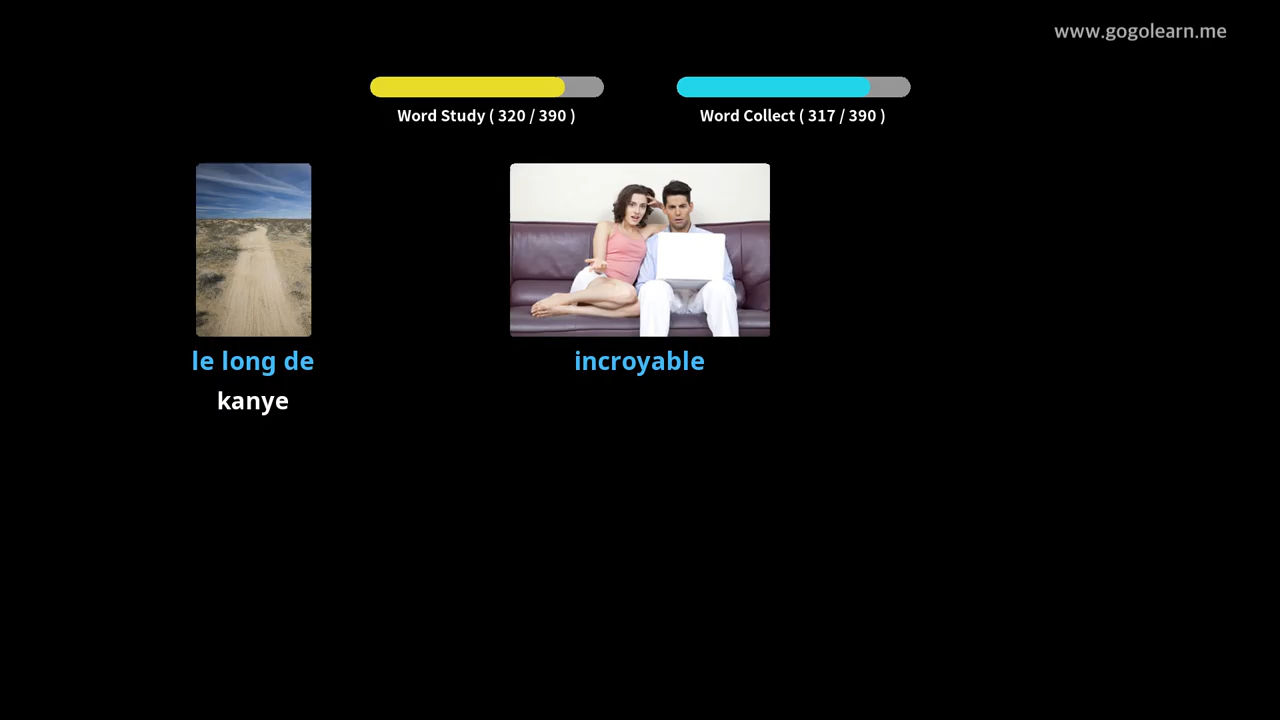 www.gogolearn.me
Word Study ( 320 / 390 )
Word Collect ( 317 / 390 )
le long de
kanye
incroyable